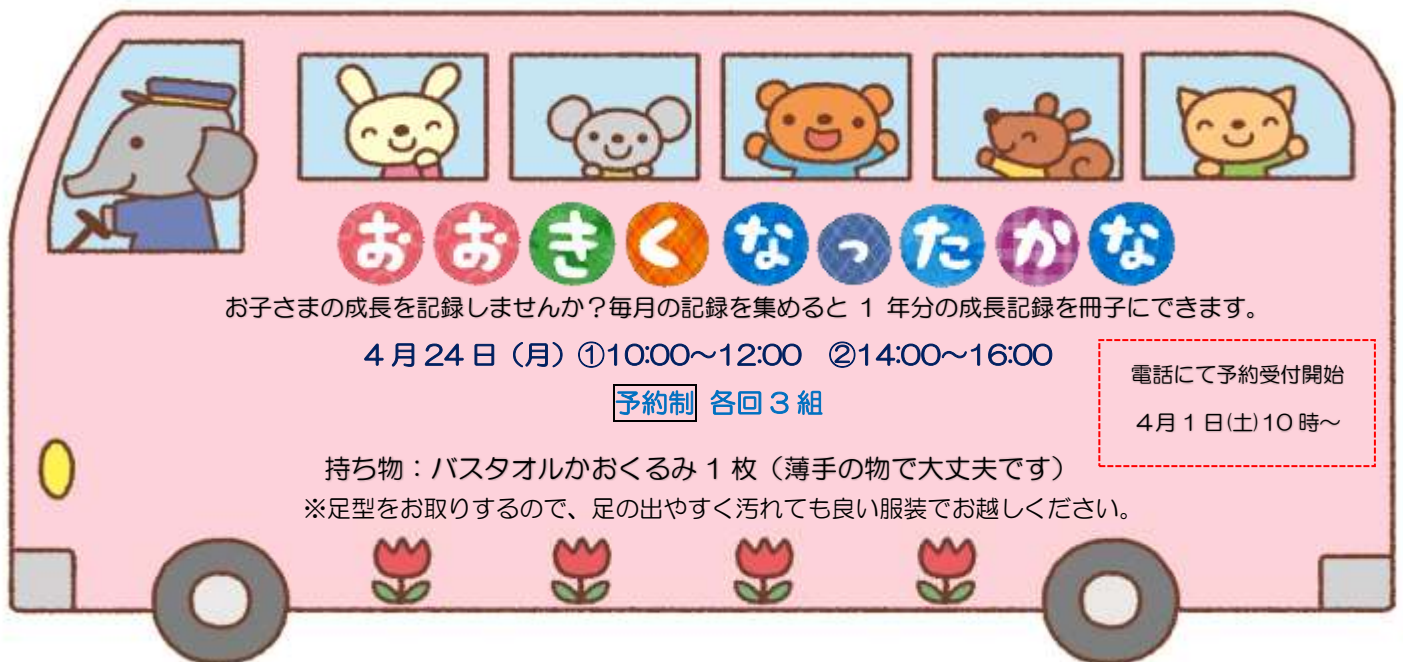 おおきくなったかな
お子さまの成長を記録しませんか？毎月の記録を集めると 1 年分の成長記録を冊子にできます。
4月24日（月）①10:00～12:00　②14:00～16:00
予約制 各回3組
電話にて予約受付開始
4月1日(土)10時～
持ち物：バスタオルかおくるみ1枚（薄手の物で大丈夫です）
※足型をお取りするので、足の出やすく汚れても良い服装でお越しください。